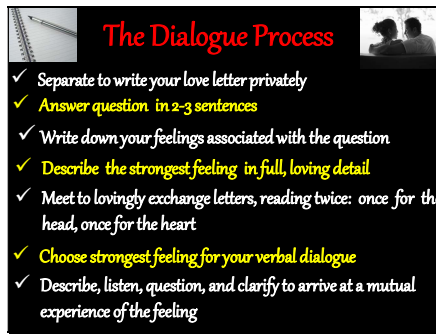 The Dialogue Process
Separate to write your love letter privately
Answer question in 2-3 sentences
Write down your feelings associated with the question
Describe the strongest feeling in full, loving detail
Meet to lovingly exchange letters, reading twice: once for the
head, once for the heart
Choose strongest feeling for your verbal dialogue
Describe, listen, question, and clarify to arrive at a mutual
experience of the feeling